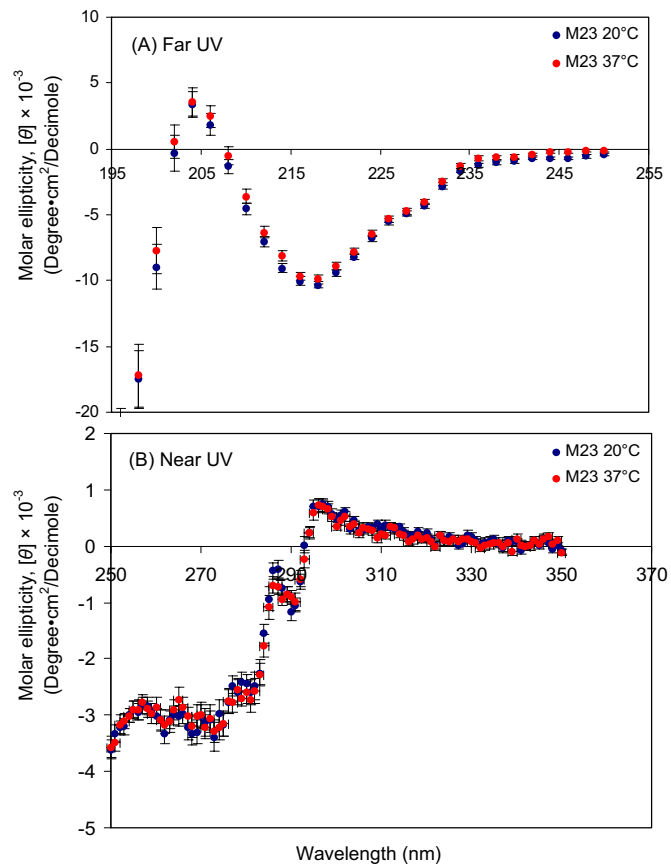 (A) Far UV
M23 20°C
M23 37°C
10
5
0
-5
-10
-15
-20
195
205
215
225
235
245
255
Molar ellipticity, [θ] × 10⁻³
(Degree•cm²/Decimole)
(B) Near UV
M23 20°C
M23 37°C
2
1
0
-1
-2
-3
-4
-5
250
270
290
310
330
350
370
Molar ellipticity, [θ] × 10⁻³
(Degree•cm²/Decimole)
Wavelength (nm)